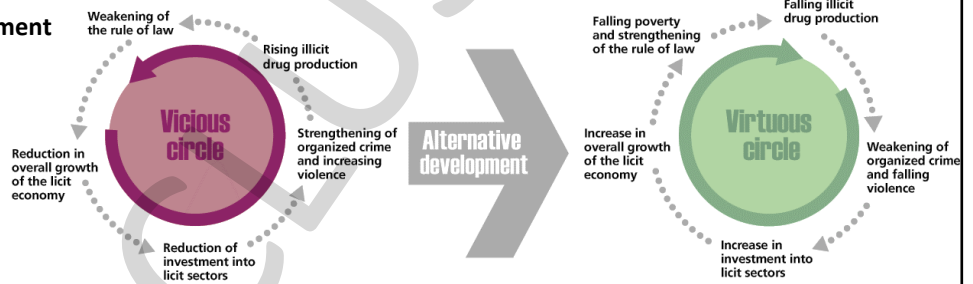 ment
Weakening of
the rule of law
Rising illicit
drug production
Vicious
circle
Strengthening of
organized crime
and increasing
violence
Reduction in
overall growth
of the licit
economy
Reduction of
investment into
licit sectors
Alternative
development
Falling illicit
drug production
Falling poverty
and strengthening
of the rule of law
Virtuous
circle
Increase in
overall growth
of the licit
economy
Weakening of
organized crime
and falling
violence
Increase in
investment into
licit sectors